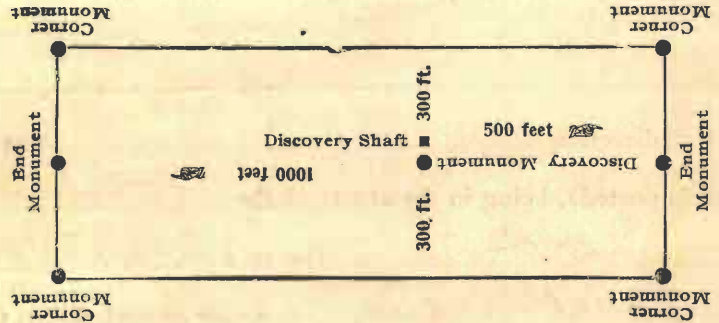 Corner
Monument
Corner
Monument
End
Monument
300 ft.
500 feet
Discovery Shaft
Discovery Monument
1000 feet
300 ft.
End
Monument
Corner
Monument
Corner
Monument